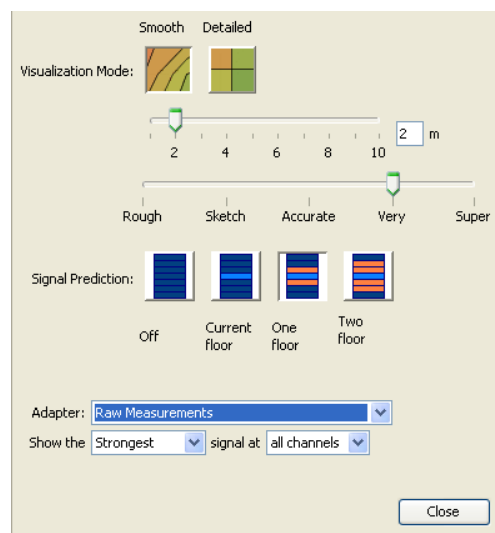 Smooth Detailed
Visualization Mode:
2 m
2 4 6 8 10
Rough Sketch Accurate Very Super
Signal Prediction:
Off Current floor One floor Two floor
Adapter: Raw Measurements
Show the Strongest signal at all channels
Close